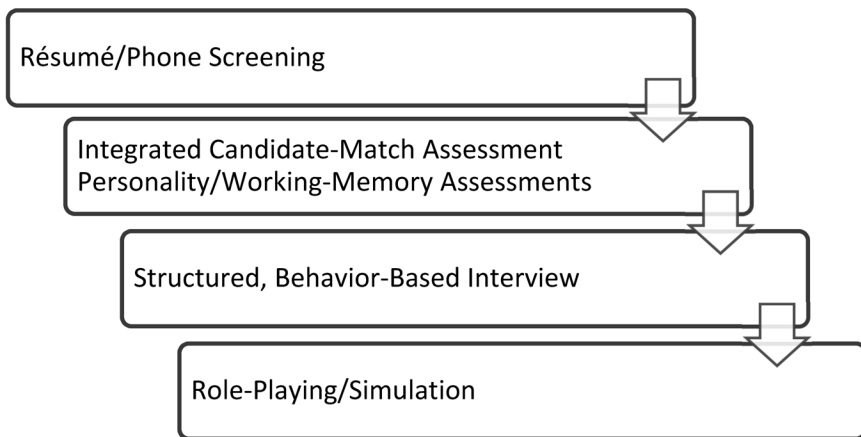 Résumé/Phone Screening
Integrated Candidate-Match Assessment
Personality/Working-Memory Assessments
Structured, Behavior-Based Interview
Role-Playing/Simulation